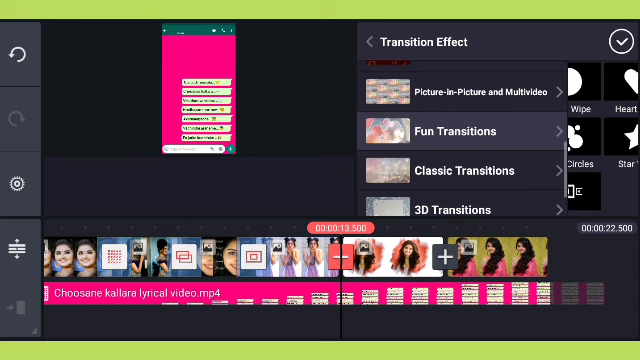 Transition Effect
Picture-in-Picture and Multivideo
Fun Transitions
Classic Transitions
3D Transitions
Wipe
Heart
Circles
Star
00:00:13.500
00:00:22.500
Choosane kallara lyrical video.mp4